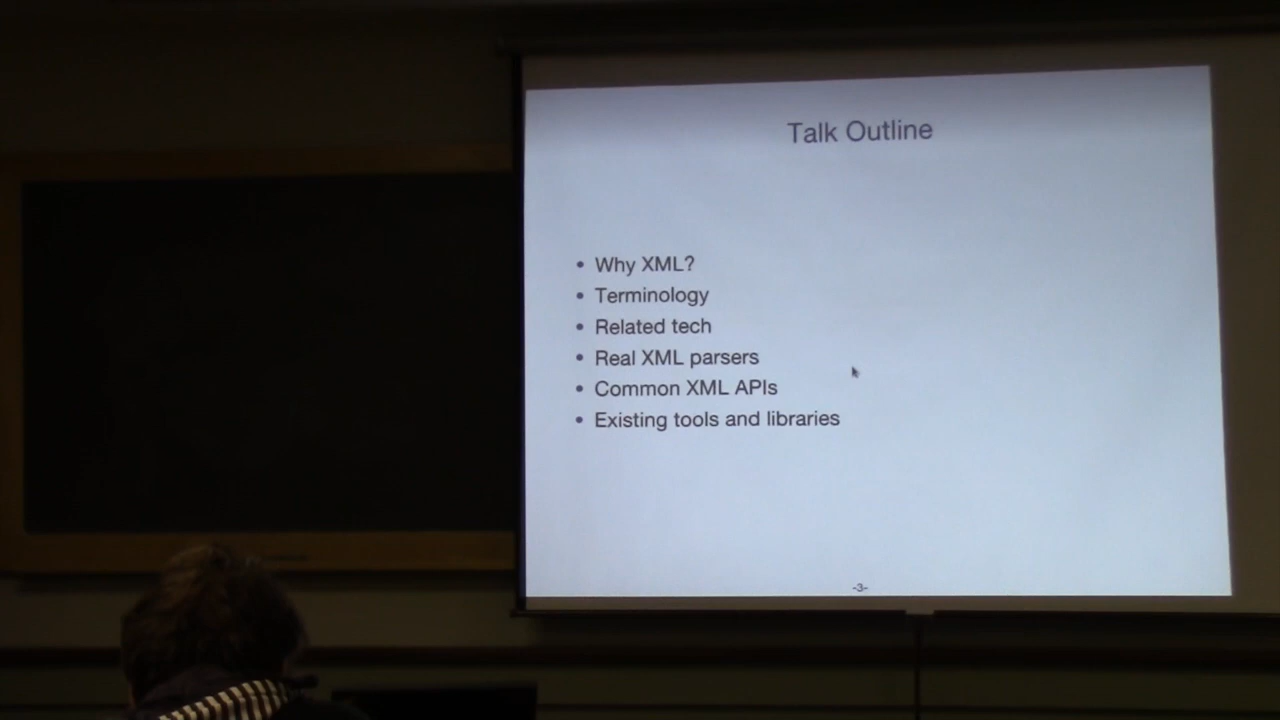 Talk Outline
• Why XML?
• Terminology
• Related tech
• Real XML parsers
• Common XML APIs
• Existing tools and libraries
-3-